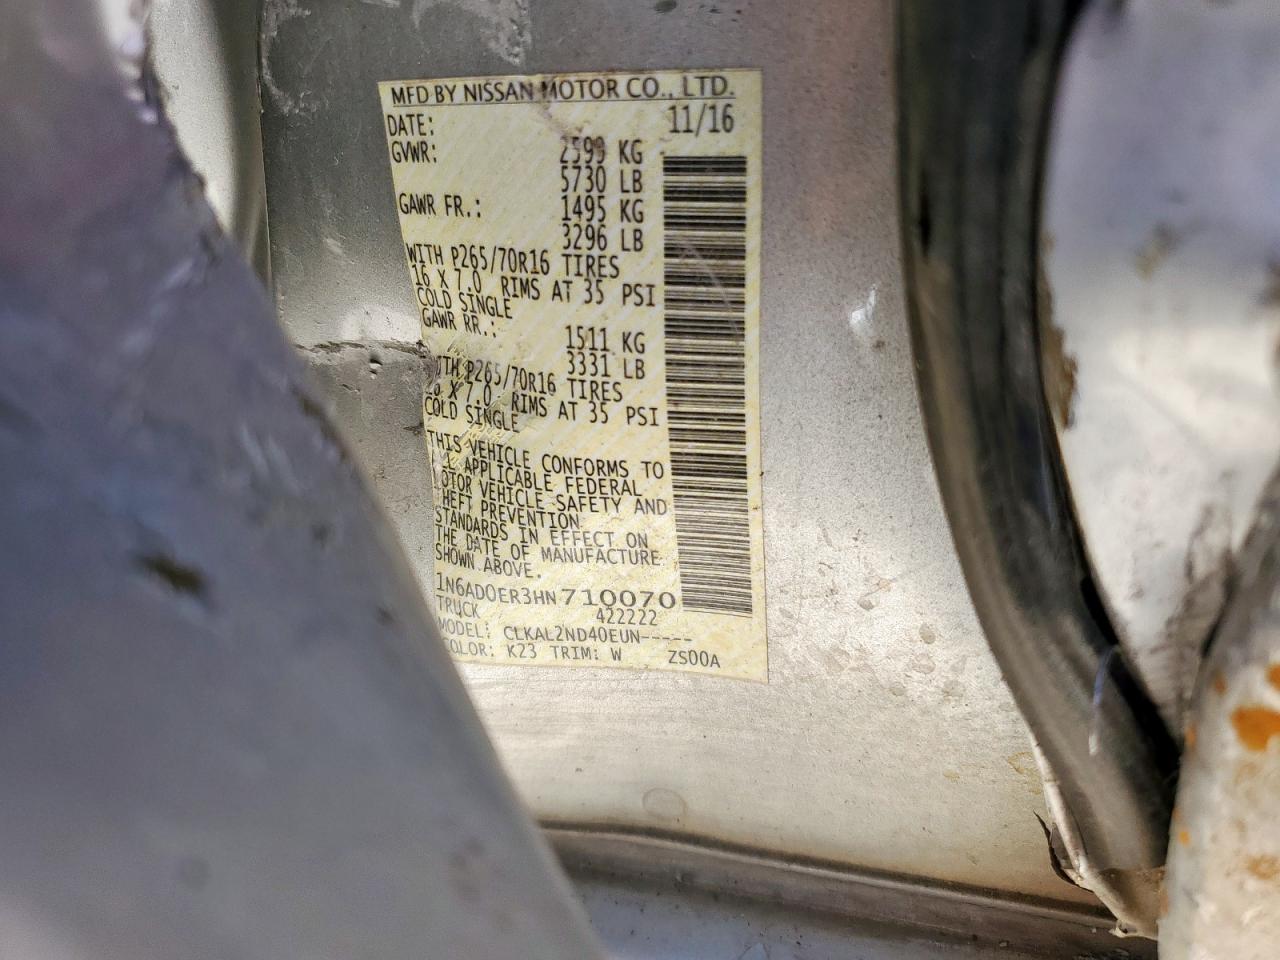 MFD BY NISSAN MOTOR CO., LTD.
DATE: 11/16
GVWR: 2599 KG
5730 LB
GAWR FR.: 1495 KG
3296 LB
WITH P265/70R16 TIRES
16 X 7.0 RIMS AT 35 PSI
COLD SINGLE
GAWR RR.: 1511 KG
3331 LB
WITH P265/70R16 TIRES
16 X 7.0 RIMS AT 35 PSI
COLD SINGLE
THIS VEHICLE CONFORMS TO
APPLICABLE FEDERAL
MOTOR VEHICLE SAFETY AND
THEFT PREVENTION
STANDARDS IN EFFECT ON
THE DATE OF MANUFACTURE
SHOWN ABOVE.
1N6AD0ER3HN710070
TRUCK 422222
MODEL: CLKAL2ND40EUN-----
COLOR: K23 TRIM: W ZS00A